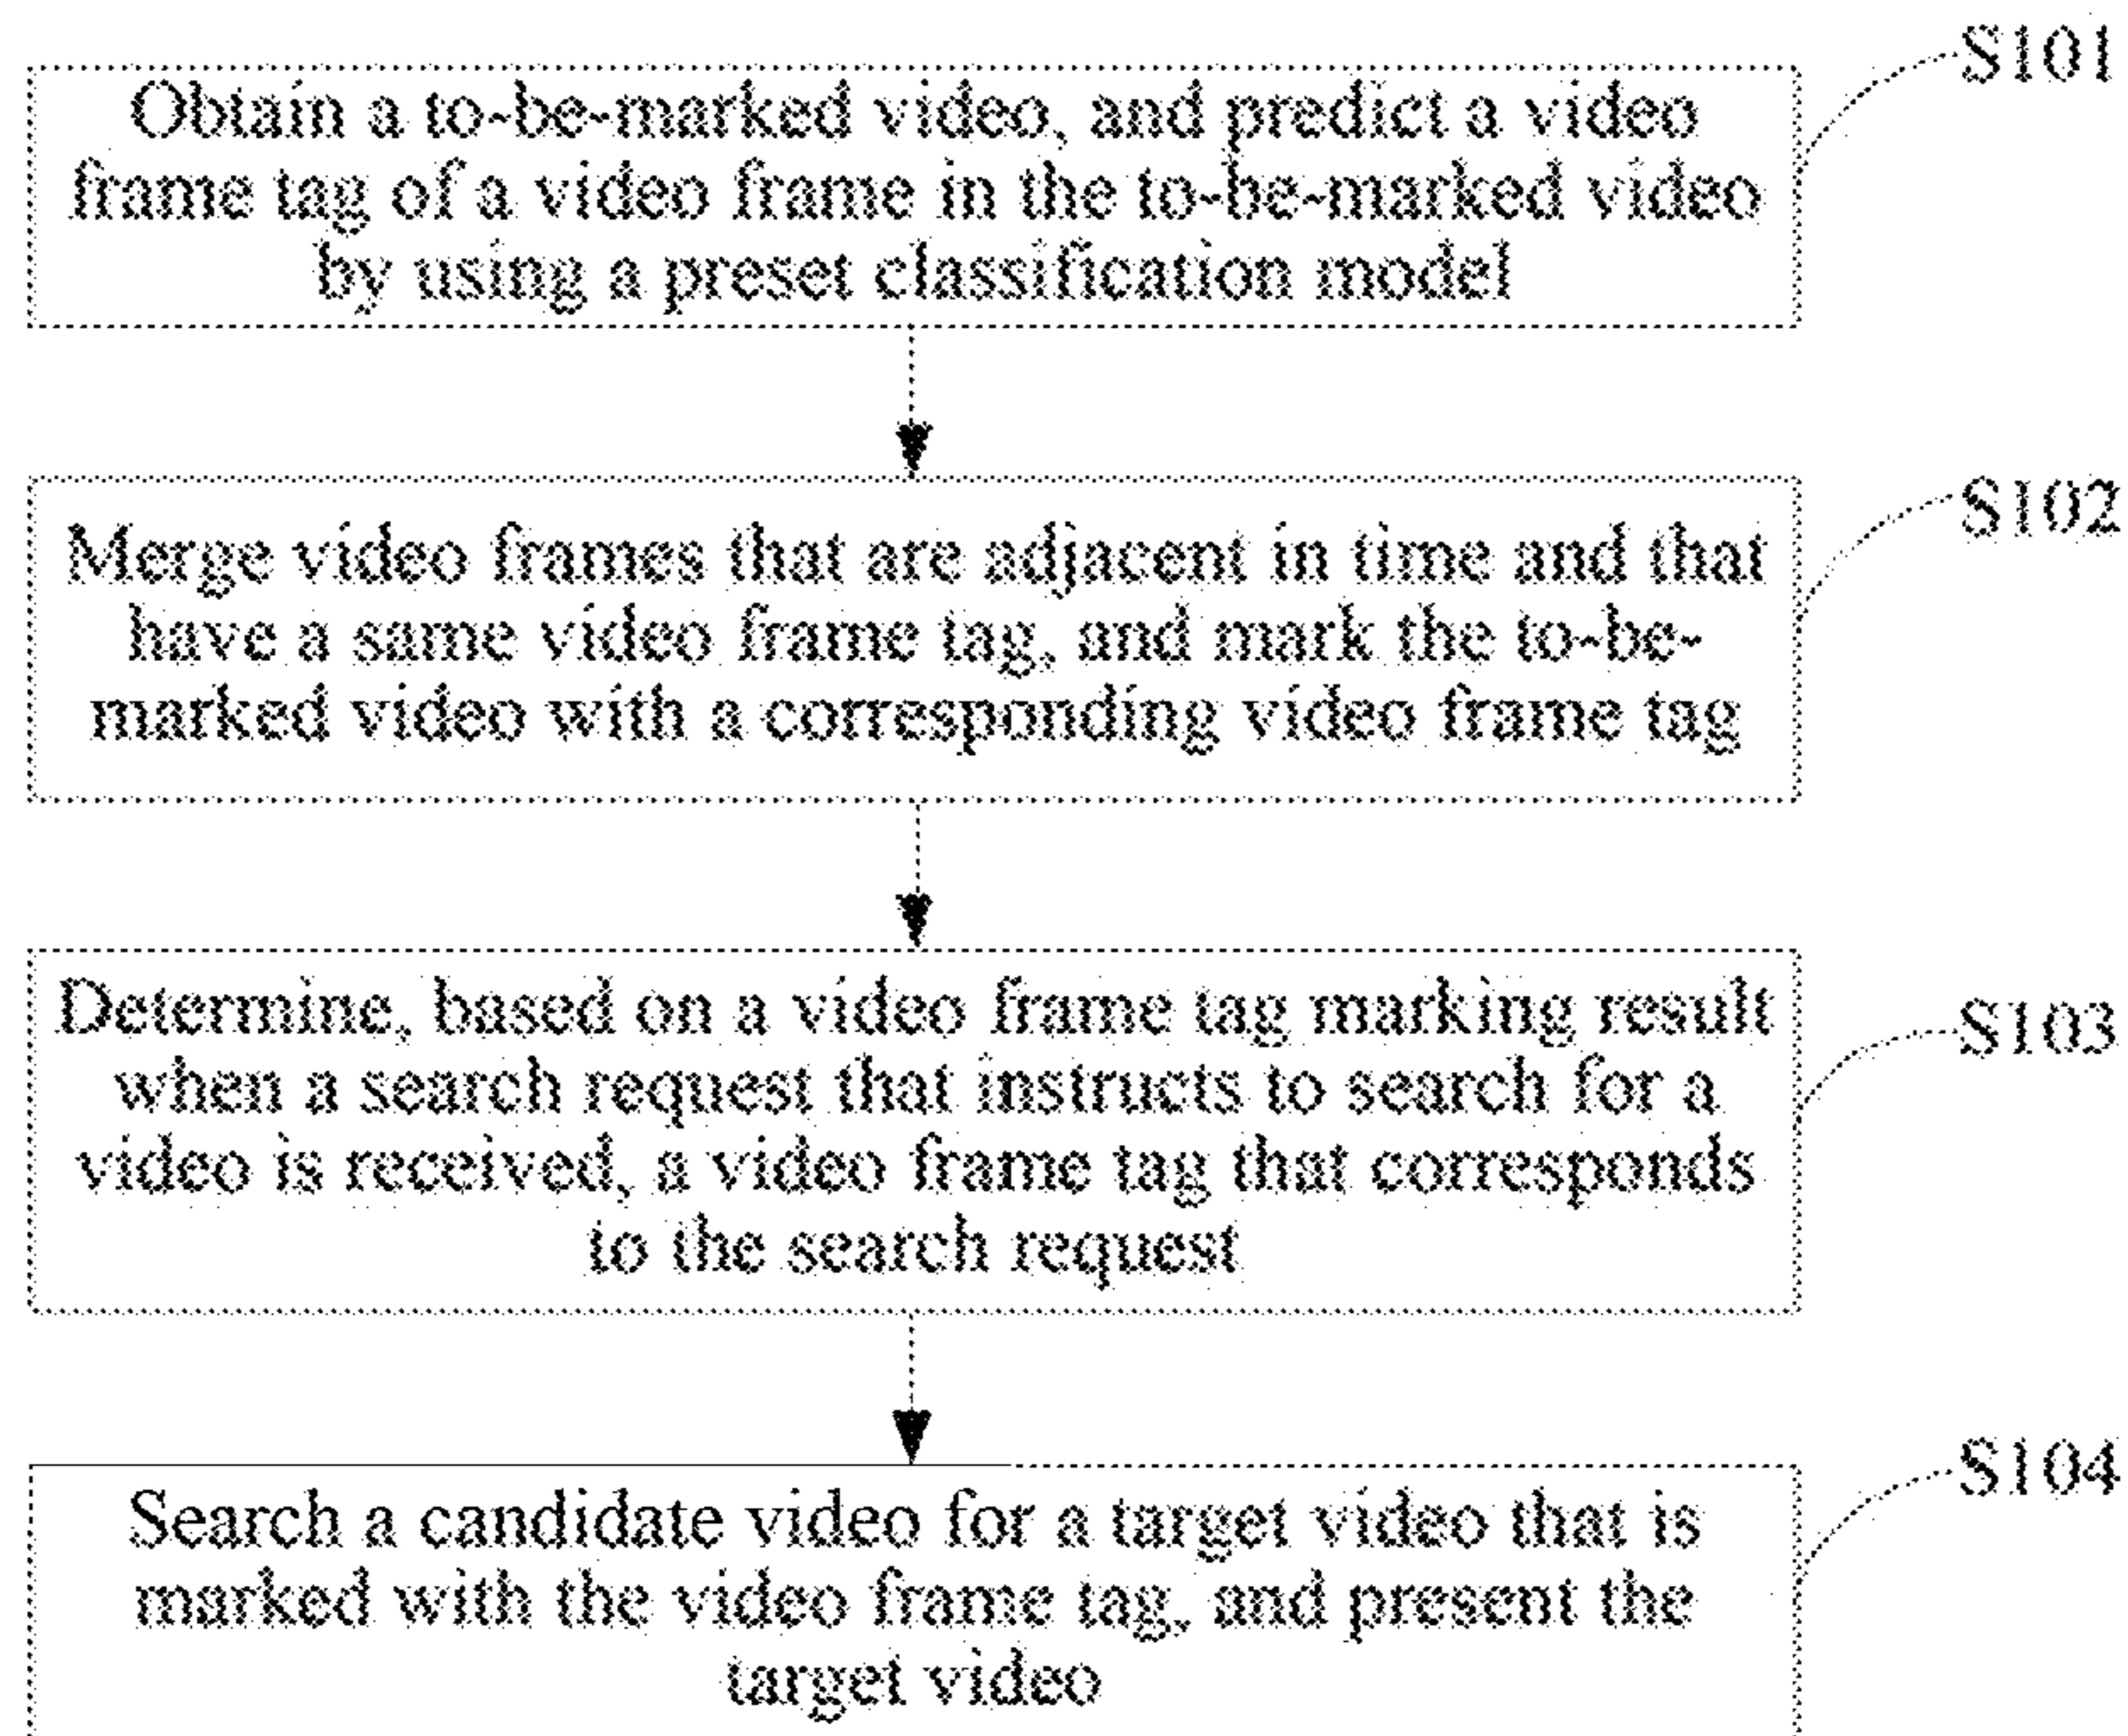 S101
Obtain a to-be-marked video, and predict a video
frame tag of a video frame in the to-be-marked video
by using a preset classification model
S102
Merge video frames that are adjacent in time and that
have a same video frame tag, and mark the to-be-
marked video with a corresponding video frame tag
S103
Determine, based on a video frame tag marking result
when a search request that instructs to search for a
video is received, a video frame tag that corresponds
to the search request
S104
Search a candidate video for a target video that is
marked with the video frame tag, and present the
target video